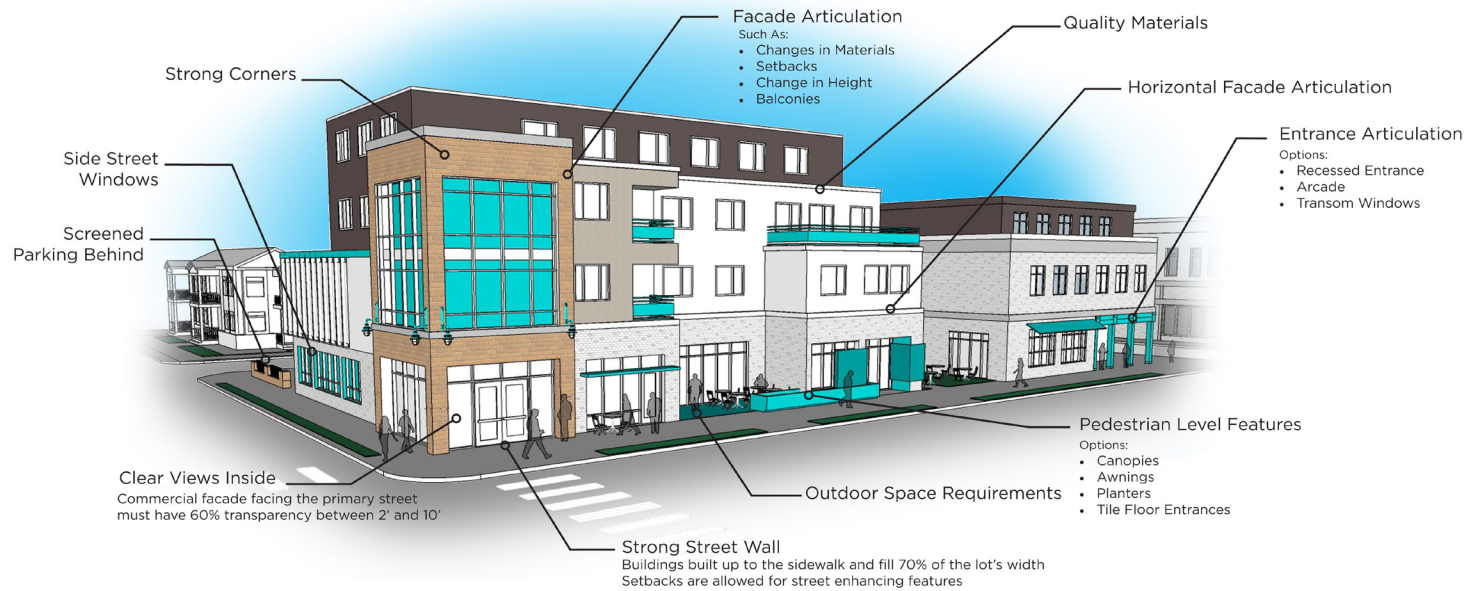 Facade Articulation
Such As:
• Changes in Materials
• Setbacks
• Change in Height
• Balconies
Quality Materials
Strong Corners
Horizontal Facade Articulation
Entrance Articulation
Options:
• Recessed Entrance
• Arcade
• Transom Windows
Side Street
Windows
Screened
Parking Behind
Clear Views Inside
Commercial facade facing the primary street
must have 60% transparency between 2' and 10'
Strong Street Wall
Buildings built up to the sidewalk and fill 70% of the lot's width
Setbacks are allowed for street enhancing features
Outdoor Space Requirements
Pedestrian Level Features
Options:
• Canopies
• Awnings
• Planters
• Tile Floor Entrances